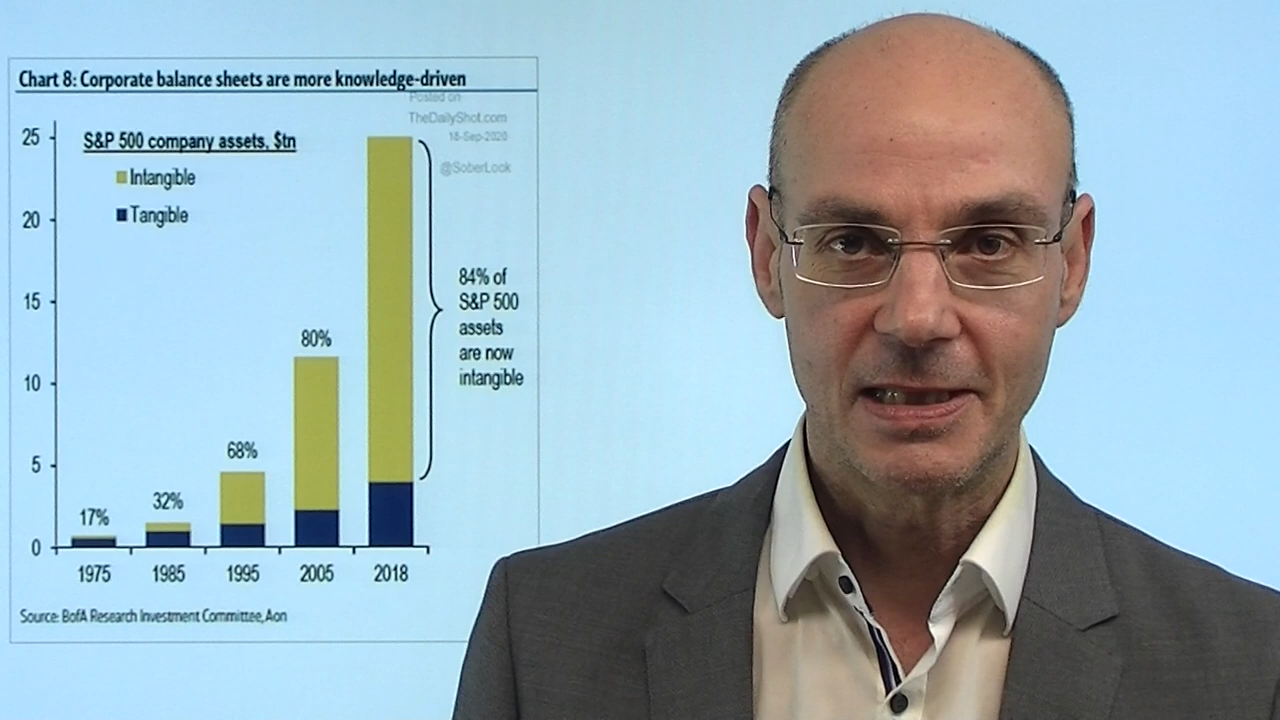 Chart 8: Corporate balance sheets are more knowledge-driven
Posted on
TheDailyShot.com
18-Sep-2020
@SoberLook
S&P 500 company assets, $tn
Intangible
Tangible
25
20
15
10
5
0
17%
32%
68%
80%
84% of
S&P 500
assets
are now
intangible
1975 1985 1995 2005 2018
Source: BofA Research Investment Committee, Aon